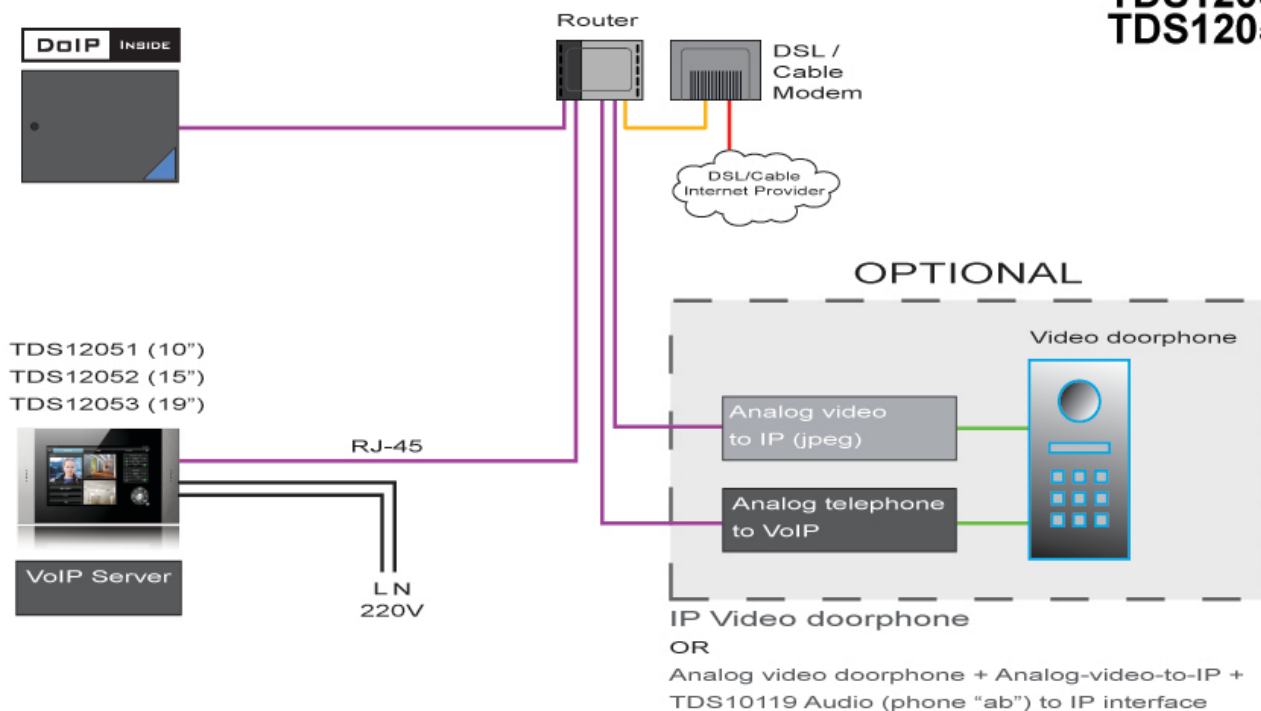 TDS120
Router
DoIP INSIDE
DSL /
Cable
Modem
DSL/Cable
Internet Provider
OPTIONAL
Video doorphone
TDS12051 (10”)
TDS12052 (15”)
TDS12053 (19”)
Analog video
to IP (jpeg)
RJ-45
Analog telephone
to VoIP
VoIP Server
L N
220V
IP Video doorphone
OR
Analog video doorphone + Analog-video-to-IP +
TDS10119 Audio (phone “ab”) to IP interface